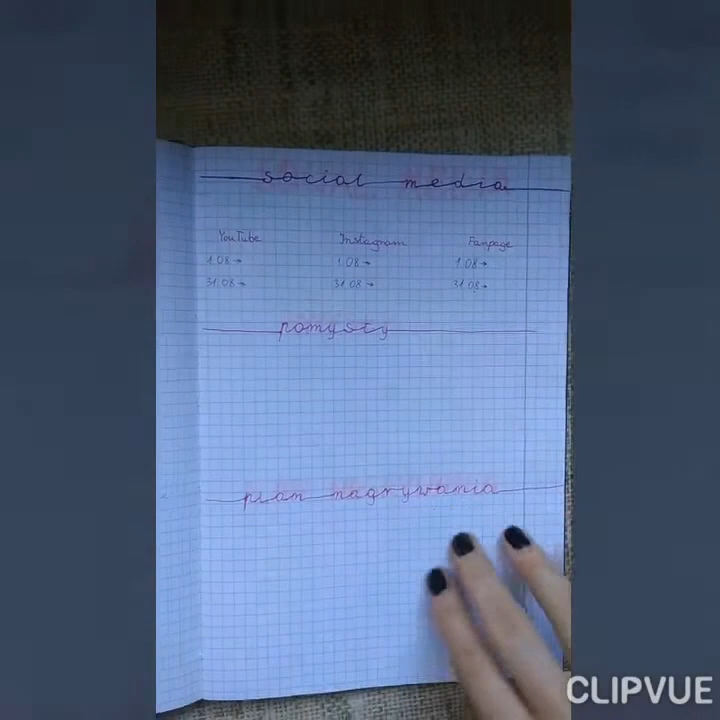 social media
YouTube Instagram Fanpage
1.08→ 1.08→ 1.08→
31.08→ 31.08→ 31.08→
pomysły
plan nagrywania
CLIPVUE